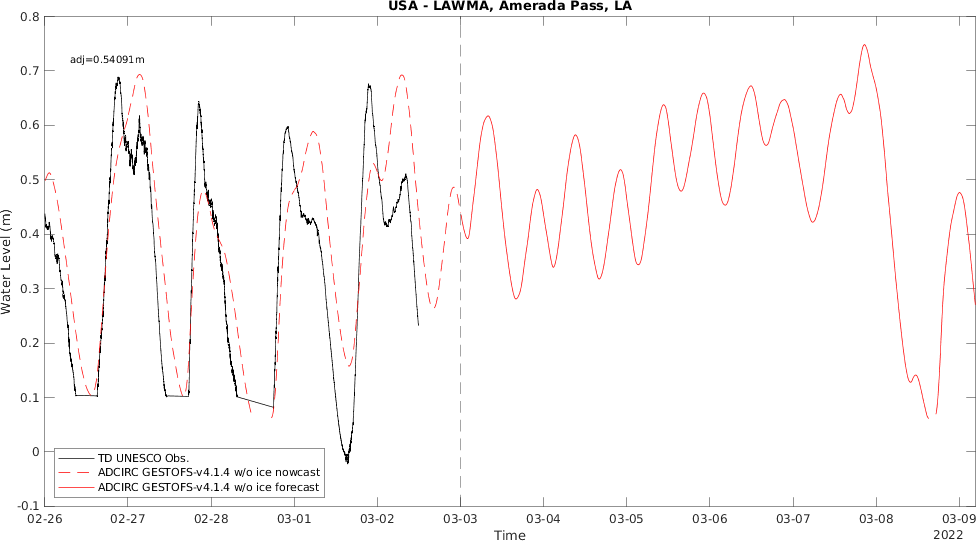 USA - LAWMA, Amerada Pass, LA
adj=0.54091m
Water Level (m)
0.8
0.7
0.6
0.5
0.4
0.3
0.2
0.1
0
-0.1
TD UNESCO Obs.
ADCIRC GESTOFS-v4.1.4 w/o ice nowcast
ADCIRC GESTOFS-v4.1.4 w/o ice forecast
02-26 02-27 02-28 03-01 03-02 03-03 03-04 03-05 03-06 03-07 03-08 03-09
Time
2022